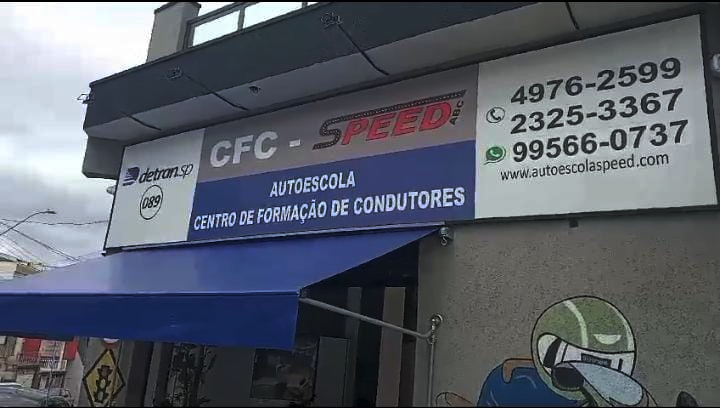 detran.sp
089
CFC - SPEED ABC
AUTOESCOLA
CENTRO DE FORMAÇÃO DE CONDUTORES
4976-2599
2325-3367
99566-0737
www.autoescolaspeed.com